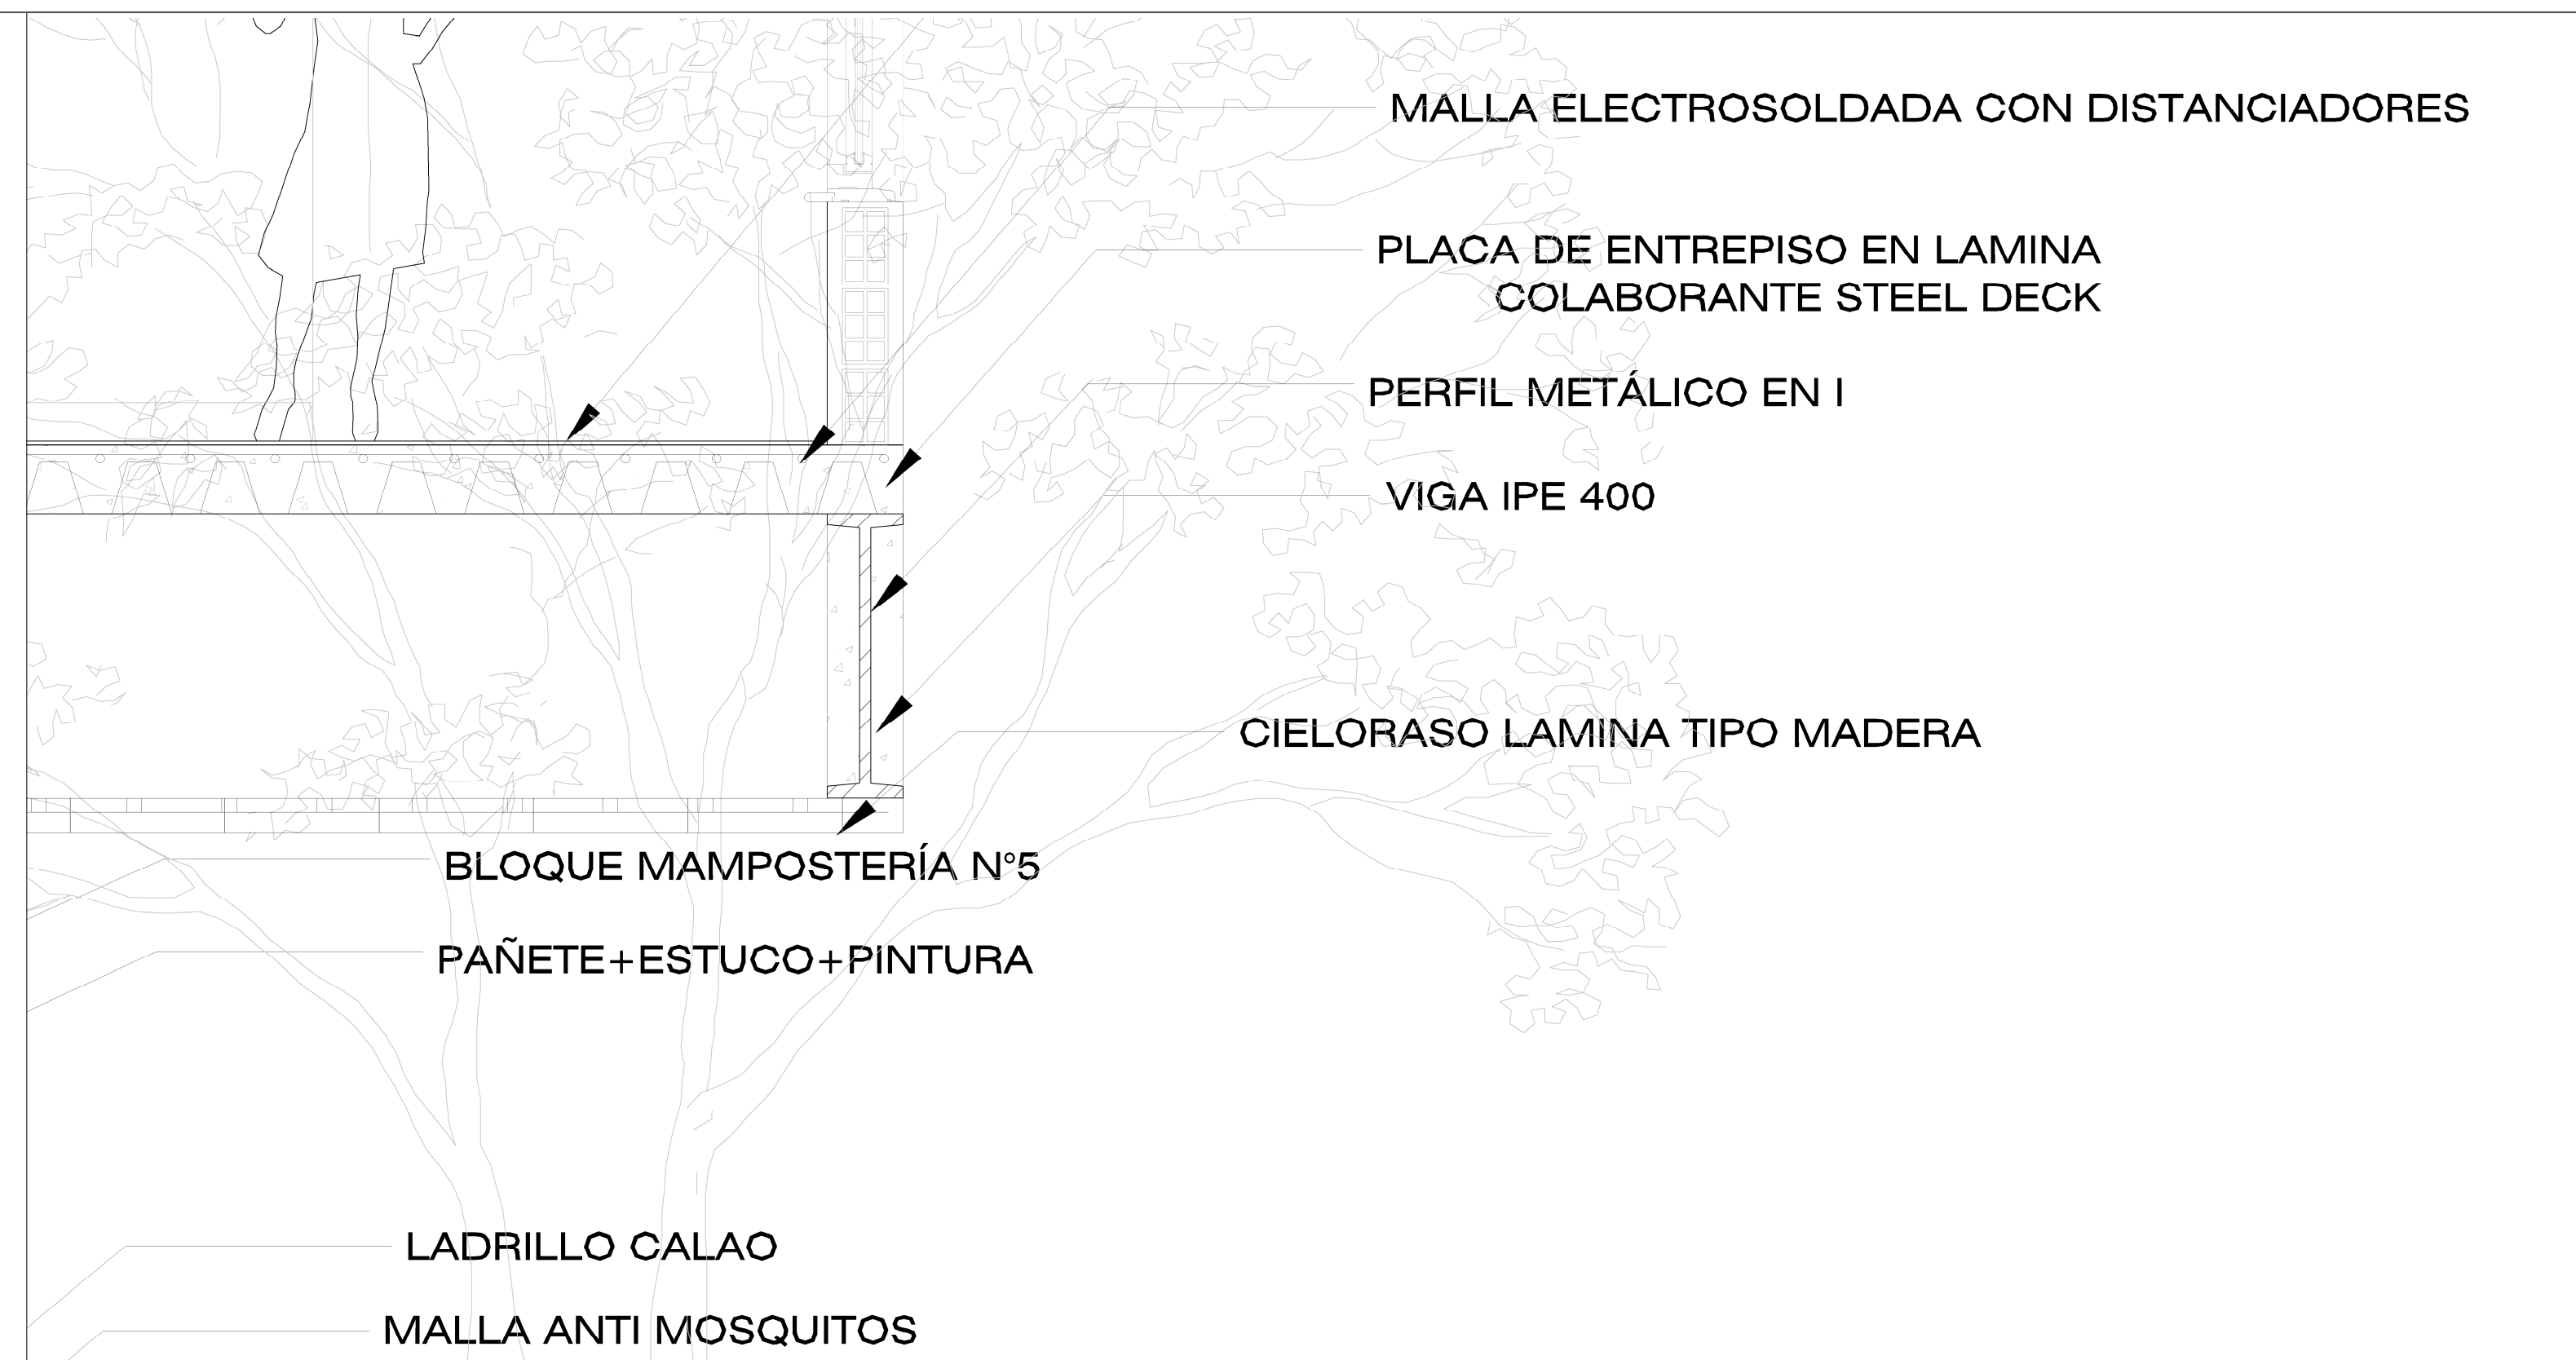 MALLA ELECTROSOLDADA CON DISTANCIADORES
PLACA DE ENTREPISO EN LAMINA
COLABORANTE STEEL DECK
PERFIL METÁLICO EN I
VIGA IPE 400
CIELORASO LAMINA TIPO MADERA
BLOQUE MAMPOSTERÍA N°5
PAÑETE+ESTUCO+PINTURA
LADRILLO CALAO
MALLA ANTI MOSQUITOS